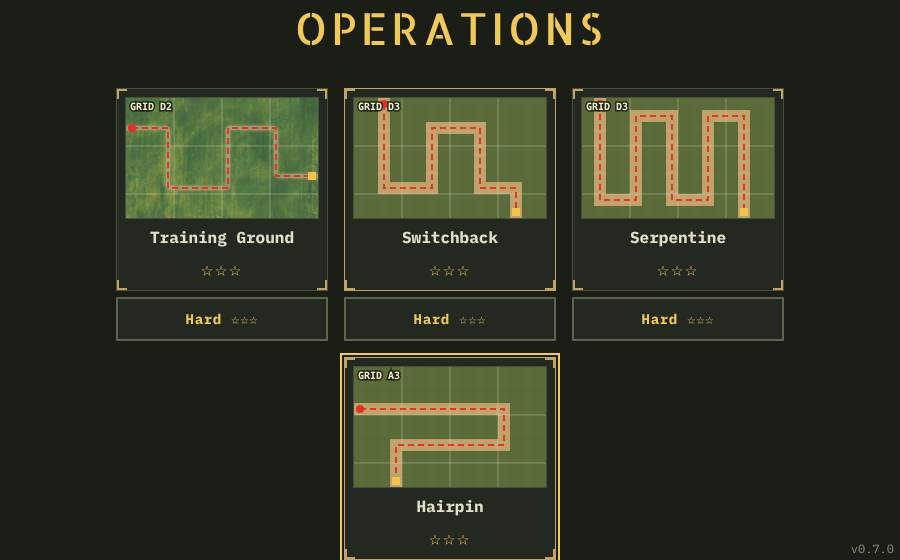 OPERATIONS
GRID D2
GRID D3
GRID D3
Training Ground
Switchback
Serpentine
☆☆☆
☆☆☆
☆☆☆
Hard ☆☆☆
Hard ☆☆☆
Hard ☆☆☆
GRID A3
Hairpin
☆☆☆
v0.7.0